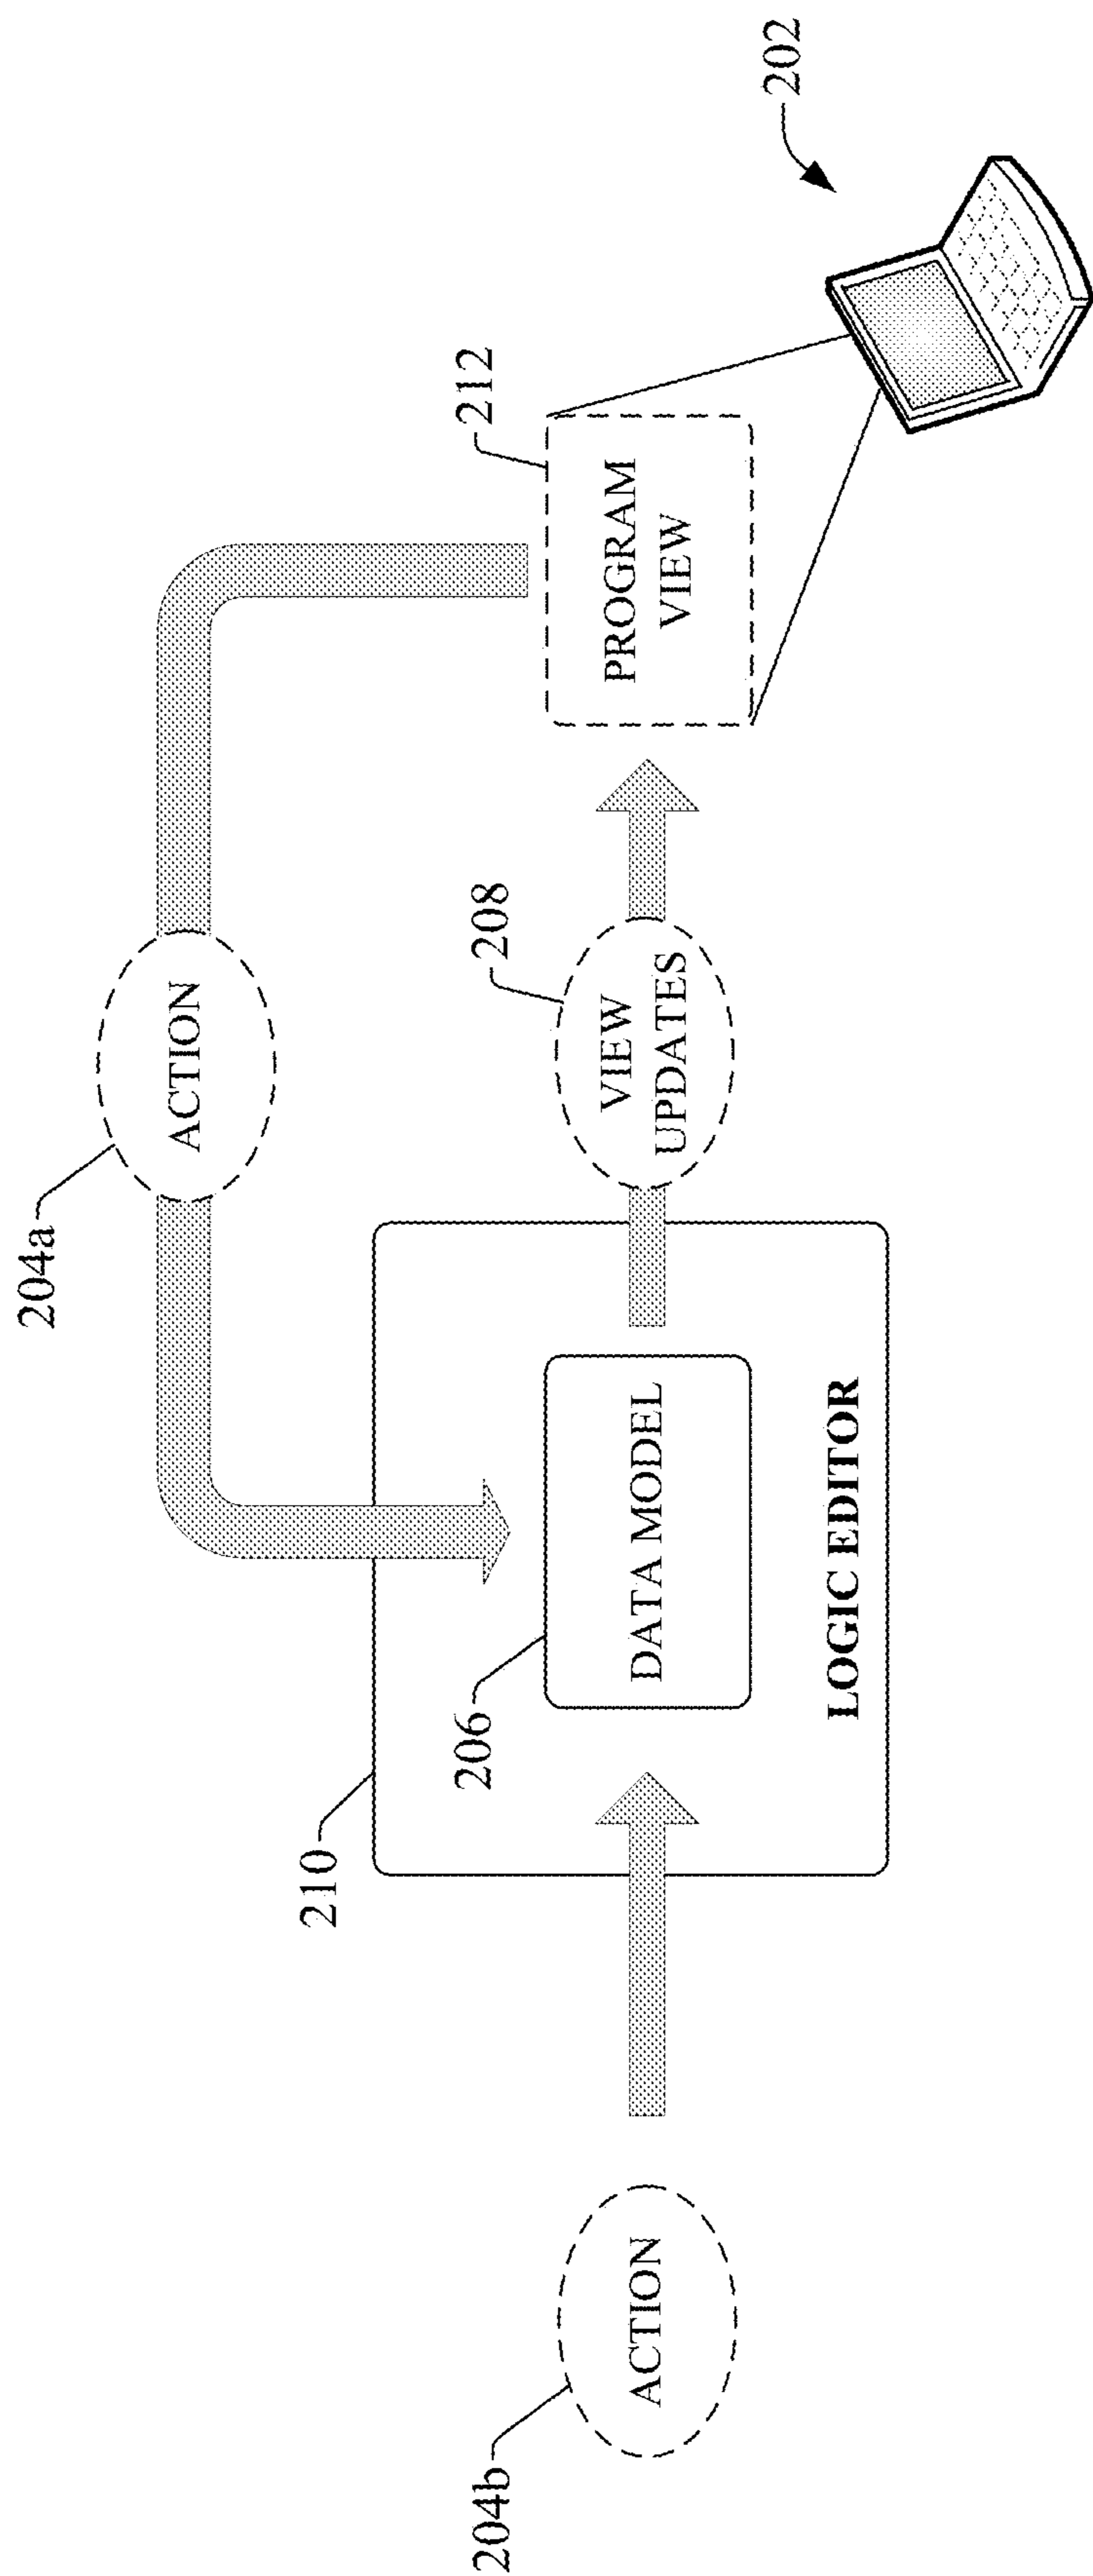 204a
ACTION
202
212
PROGRAM
VIEW
208
VIEW
UPDATES
210
206
DATA MODEL
LOGIC EDITOR
204b
ACTION